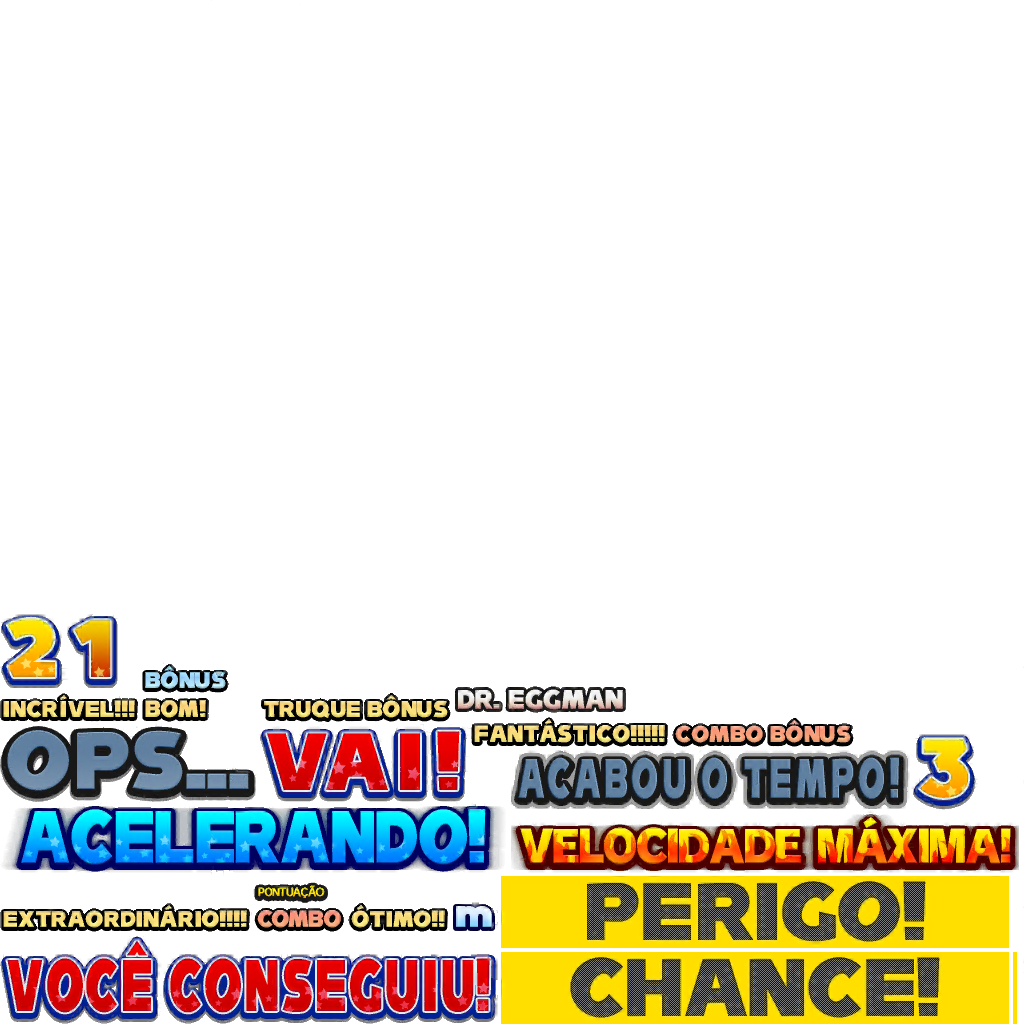 2 1
BÔNUS
INCRÍVEL!!! BOM!
TRUQUE BÔNUS
DR. EGGMAN
OPS...
VAI!
FANTÁSTICO!!!!!
COMBO BÔNUS
ACABOU O TEMPO!
3
ACELERANDO!
VELOCIDADE MÁXIMA!
PONTUAÇÃO
EXTRAORDINÁRIO!!!!
COMBO
ÓTIMO!!
m
PERIGO!
VOCÊ CONSEGUIU!
CHANCE!